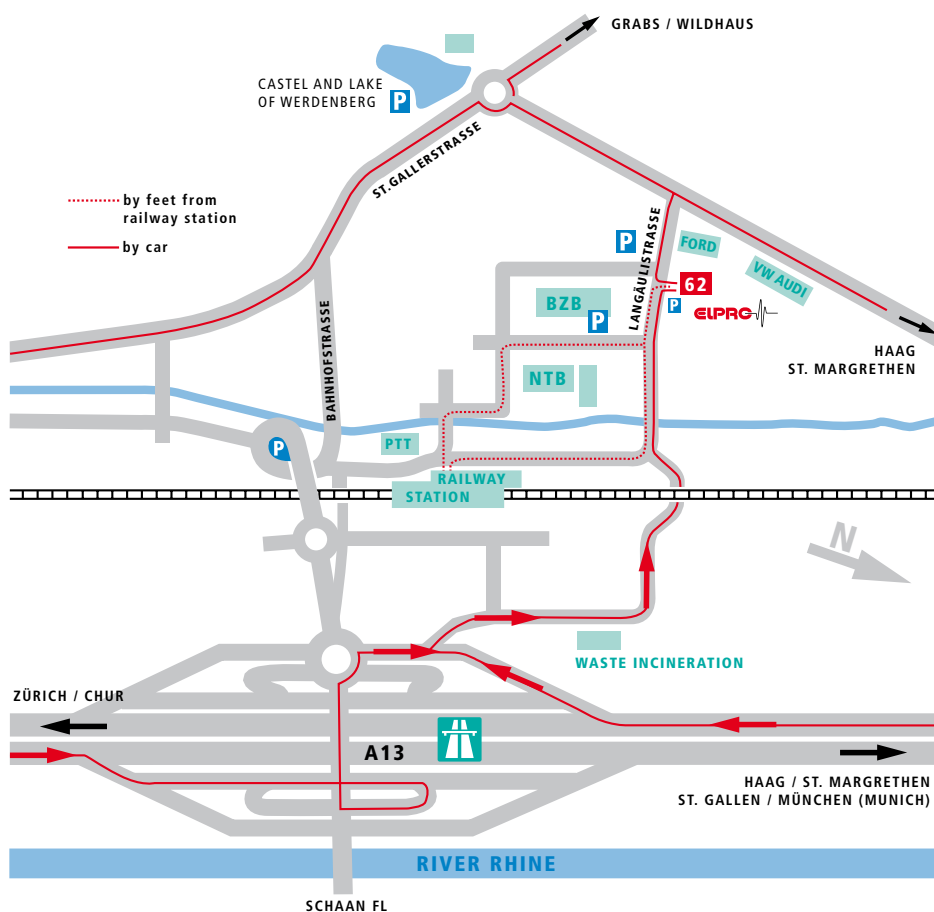 GRABS / WILDHAUS
CASTEL AND LAKE
OF WERDENBERG
P
ST. GALLERSTRASSE
by feet from
railway station
by car
LANGÄULISTRASSE
P
FORD
VW AUDI
62
P
ELPRO
BZB
P
BAHNHOFSTRASSE
HAAG
ST. MARGRETHEN
NTB
PTT
P
RAILWAY
STATION
N
WASTE INCINERATION
ZÜRICH / CHUR
A13
HAAG / ST. MARGRETHEN
ST. GALLEN / MÜNCHEN (MUNICH)
RIVER RHINE
SCHAAN FL